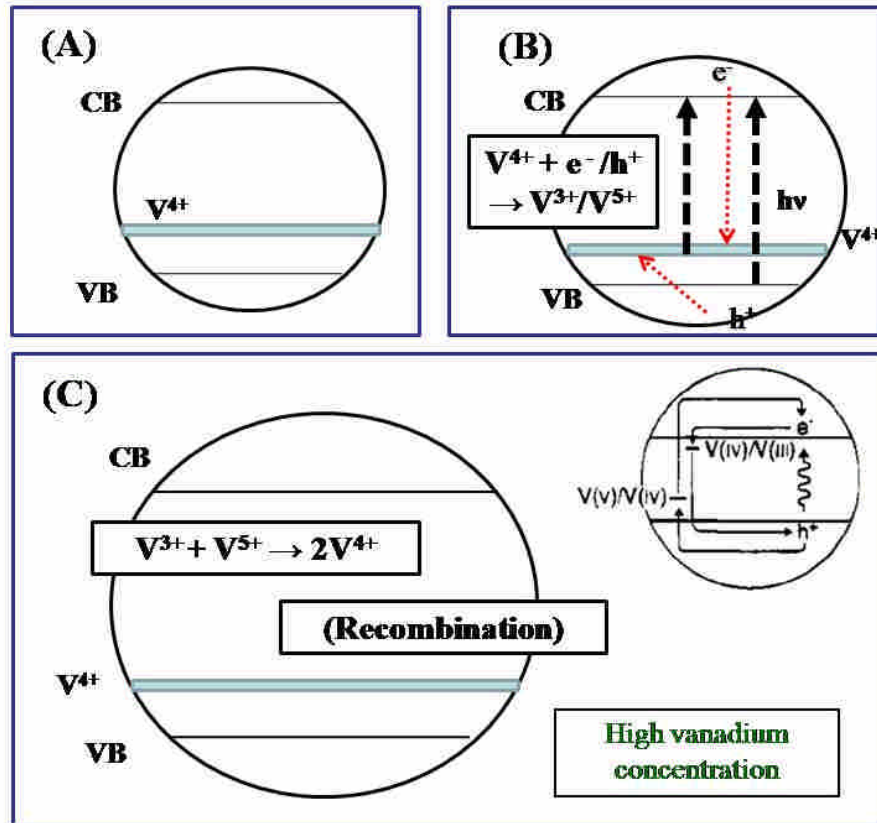 (A)
CB
V⁴⁺
VB
(B)
e⁻
CB
V⁴⁺ + e⁻/h⁺
→ V³⁺/V⁵⁺
hν
V⁴⁺
VB
h⁺
(C)
CB
V³⁺ + V⁵⁺ → 2V⁴⁺
(Recombination)
V⁴⁺
VB
e⁻
V(IV)/V(III)
V(V)/V(IV)
h⁺
High vanadium
concentration